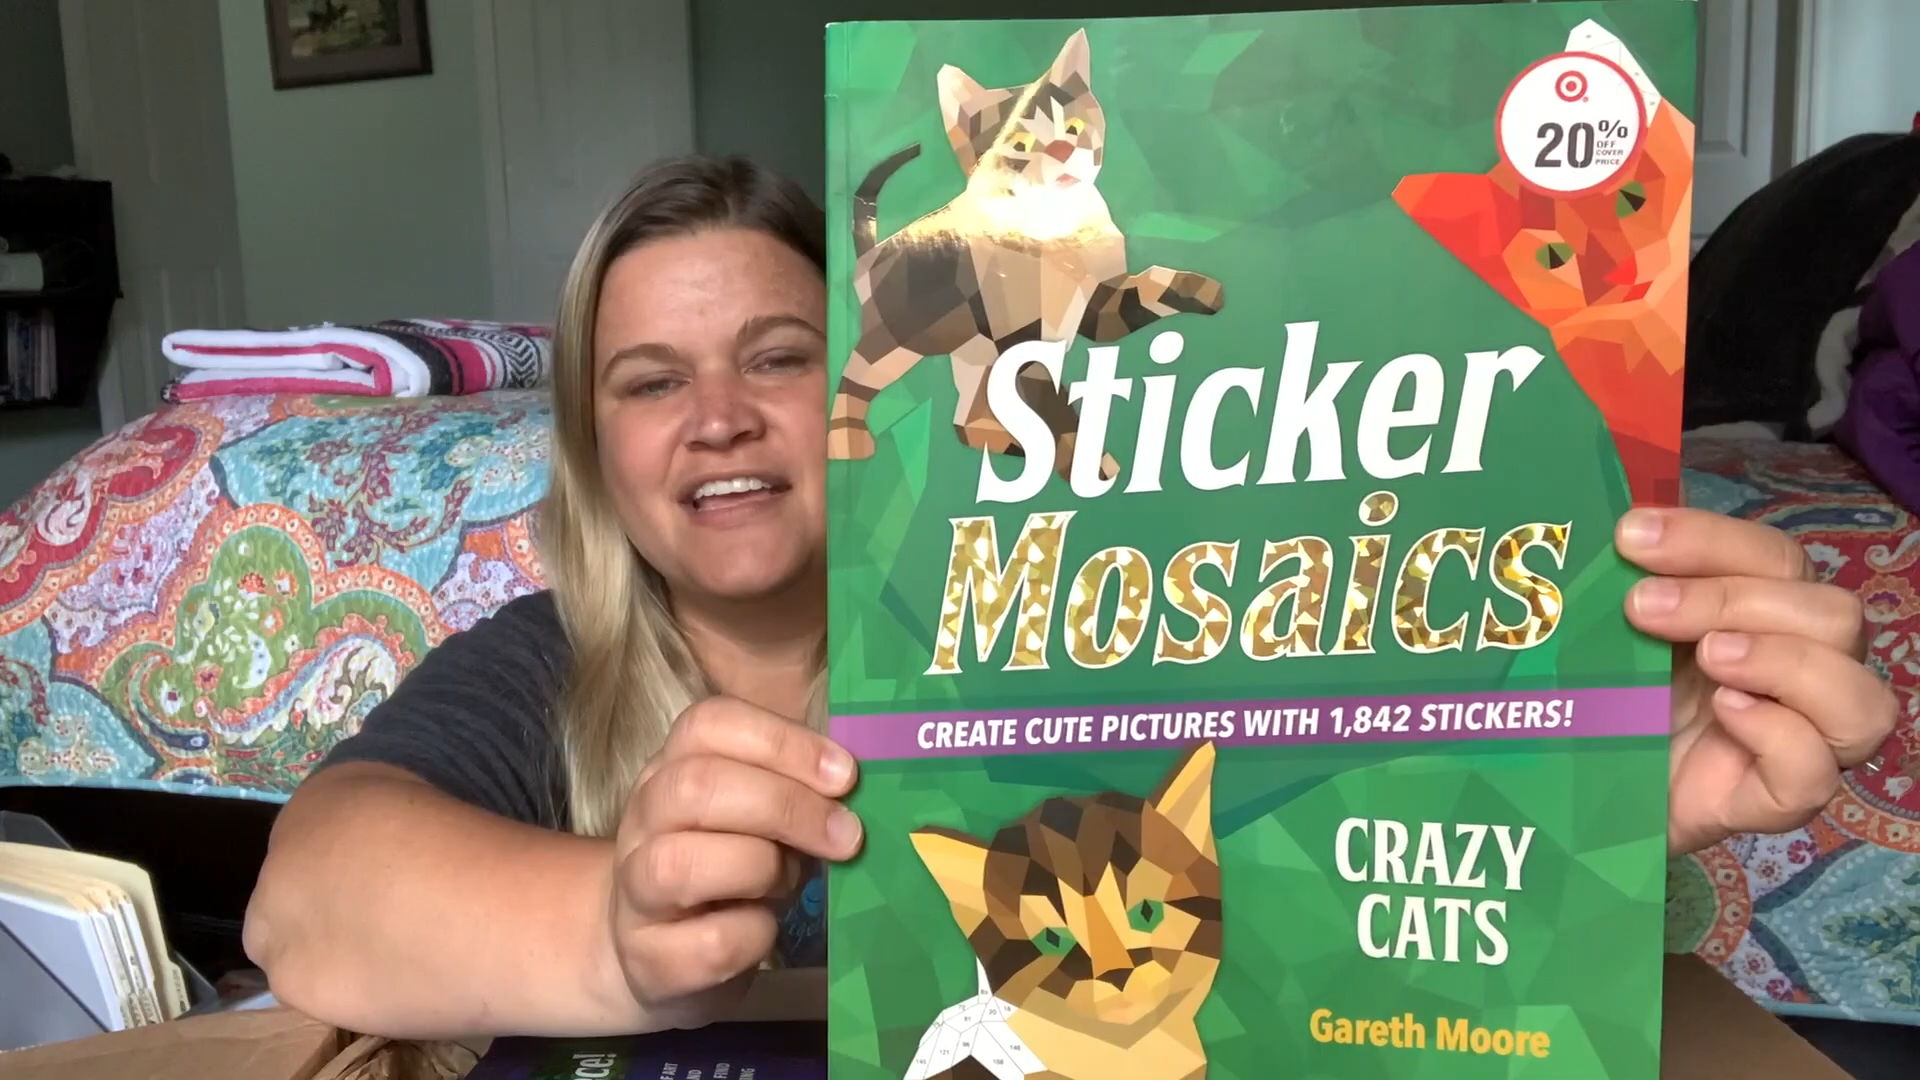 20%
OFF
COVER
PRICE
Sticker
Mosaics
CREATE CUTE PICTURES WITH 1,842 STICKERS!
CRAZY
CATS
Gareth Moore